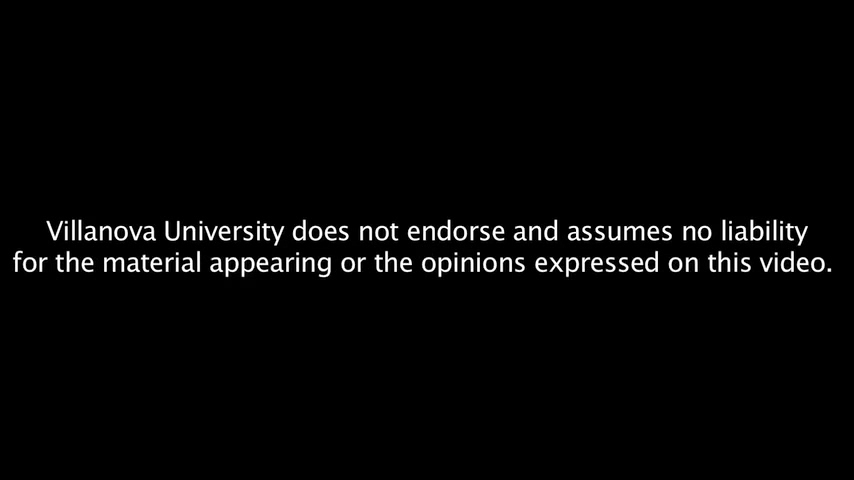 Villanova University does not endorse and assumes no liability
for the material appearing or the opinions expressed on this video.